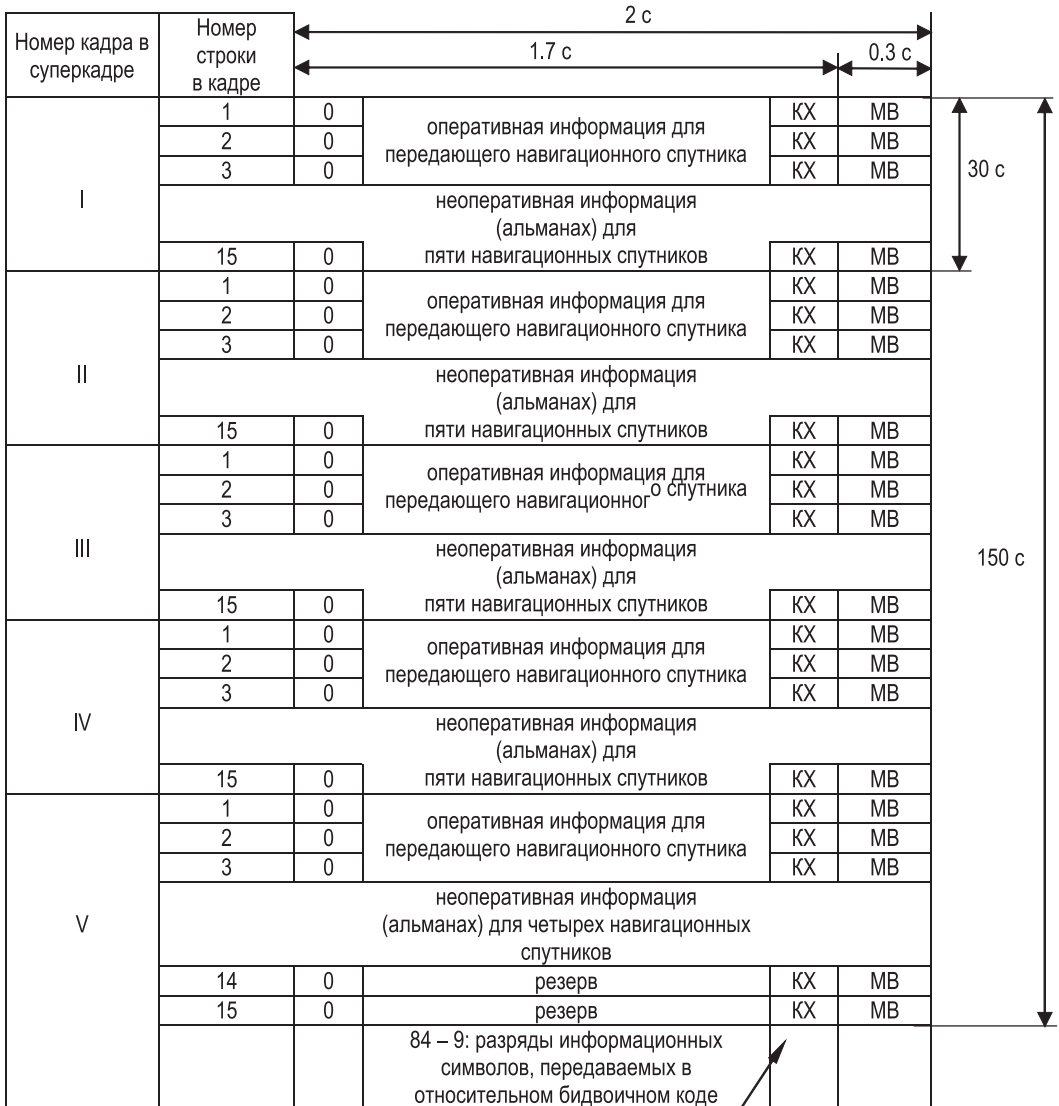 2 с
1.7 с
0.3 с
Номер кадра в
суперкадре
Номер
строки
в кадре
I
1 0 КХ МВ
2 0 КХ МВ
3 0 КХ МВ
оперативная информация для
передающего навигационного спутника
30 с
неоперативная информация
(альманах) для
пяти навигационных спутников
15 0 КХ МВ
II
1 0 КХ МВ
2 0 КХ МВ
3 0 КХ МВ
оперативная информация для
передающего навигационного спутника
неоперативная информация
(альманах) для
пяти навигационных спутников
15 0 КХ МВ
III
1 0 КХ МВ
2 0 КХ МВ
3 0 КХ МВ
оперативная информация для
передающего навигационного спутника
неоперативная информация
(альманах) для
пяти навигационных спутников
15 0 КХ МВ
150 с
IV
1 0 КХ МВ
2 0 КХ МВ
3 0 КХ МВ
оперативная информация для
передающего навигационного спутника
неоперативная информация
(альманах) для
пяти навигационных спутников
15 0 КХ МВ
V
1 0 КХ МВ
2 0 КХ МВ
3 0 КХ МВ
оперативная информация для
передающего навигационного спутника
неоперативная информация
(альманах) для четырех навигационных
спутников
14 0 резерв КХ МВ
15 0 резерв КХ МВ
84 – 9: разряды информационных
символов, передаваемых в
относительном бидвоичном коде